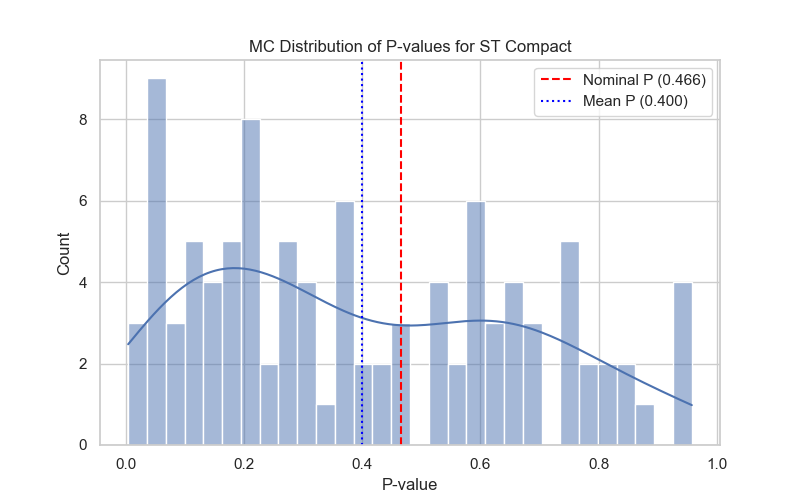 MC Distribution of P-values for ST Compact
Nominal P (0.466)
Mean P (0.400)
Count
8
6
4
2
0
0.0 0.2 0.4 0.6 0.8 1.0
P-value